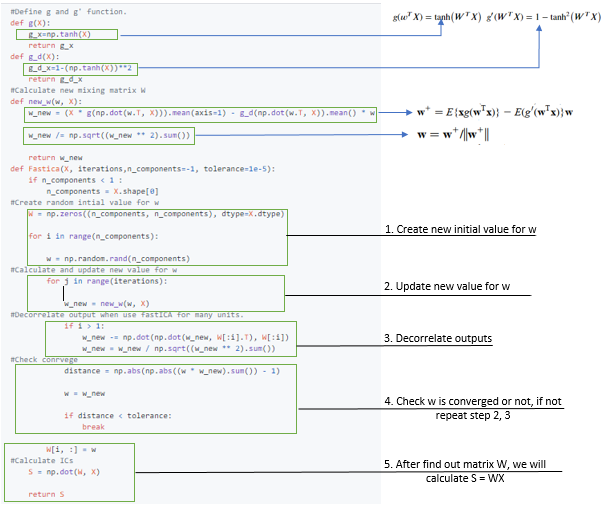 #Define g and g' function.
def g(X):
g_x=np.tanh(X)
return g_x
def g_d(X):
g_d_x=1-(np.tanh(X))**2
return g_d_x
#Calculate new mixing matrix W
def new_w(w, X):
w_new = (X * g(np.dot(w.T, X))).mean(axis=1) - g_d(np.dot(w.T, X)).mean() * w
w_new /= np.sqrt((w_new ** 2).sum())
return w_new
def Fastica(X, iterations,n_components=-1, tolerance=1e-5):
if n_components < 1 :
n_components = X.shape[0]
#Create random intial value for w
W = np.zeros((n_components, n_components), dtype=X.dtype)
for i in range(n_components):
w = np.random.rand(n_components)
#Calculate and update new value for w
for j in range(iterations):
w_new = new_w(w, X)
#Decorrelate output when use fastICA for many units.
if i > 1:
w_new -= np.dot(np.dot(w_new, W[:i].T), W[:i])
w_new = w_new / np.sqrt((w_new ** 2).sum())
#Check conrvege
distance = np.abs(np.abs((w * w_new).sum()) - 1)
w = w_new
if distance < tolerance:
break
W[i, :] = w
#Calculate ICs
S = np.dot(W, X)
return S
g(wᵀX) = tanh(WᵀX) g'(WᵀX) = 1 − tanh²(WᵀX)
w⁺ = E{xg(wᵀx)} − E{g'(wᵀx)}w
w = w⁺/‖w⁺‖
1. Create new initial value for w
2. Update new value for w
3. Decorrelate outputs
4. Check w is converged or not, if not
repeat step 2, 3
5. After find out matrix W, we will
calculate S = WX